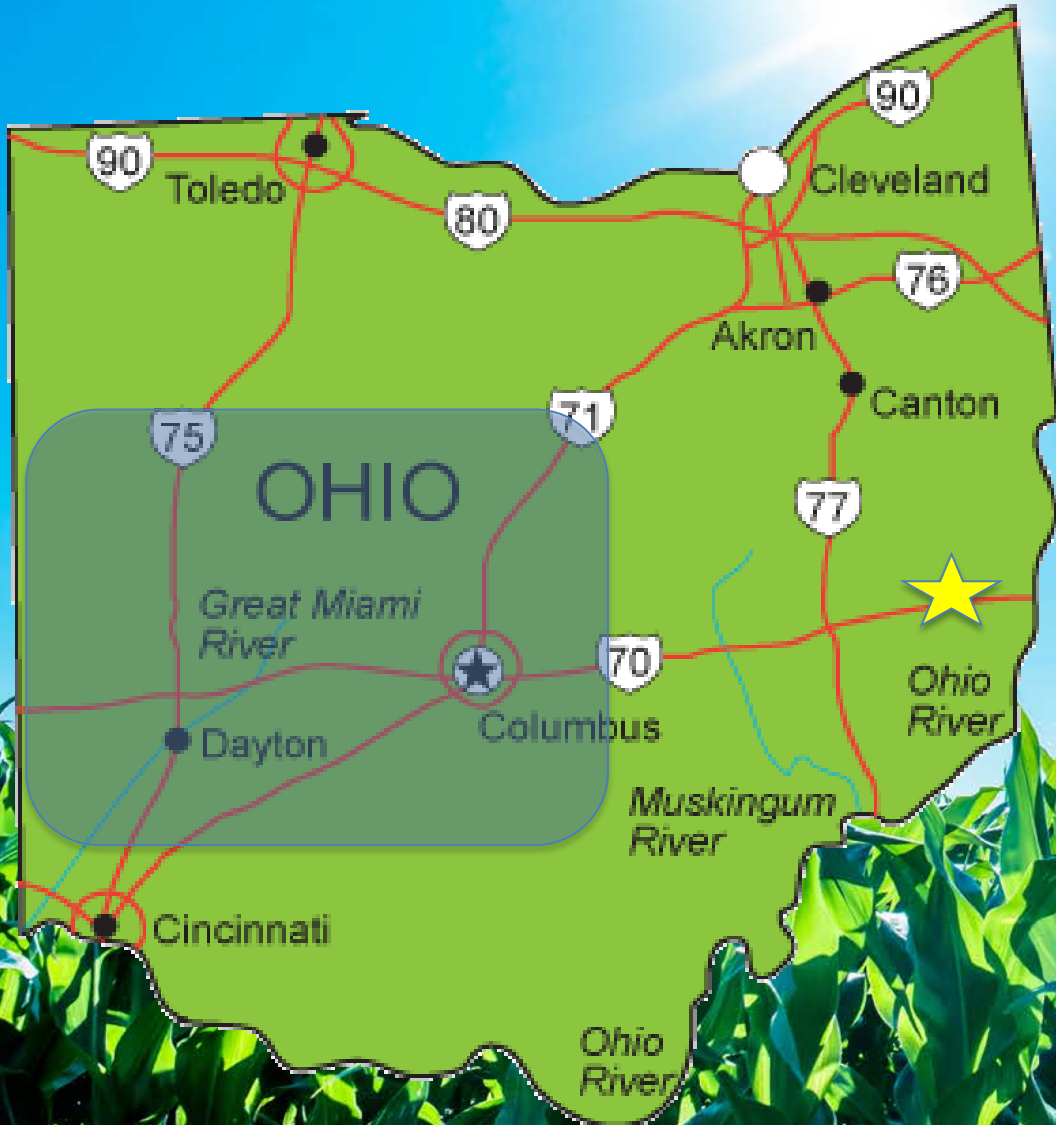 90
90
Toledo
Cleveland
80
76
Akron
Canton
75
71
OHIO
77
Great Miami
River
70
Ohio
River
Columbus
Dayton
Muskingum
River
Cincinnati
Ohio
River